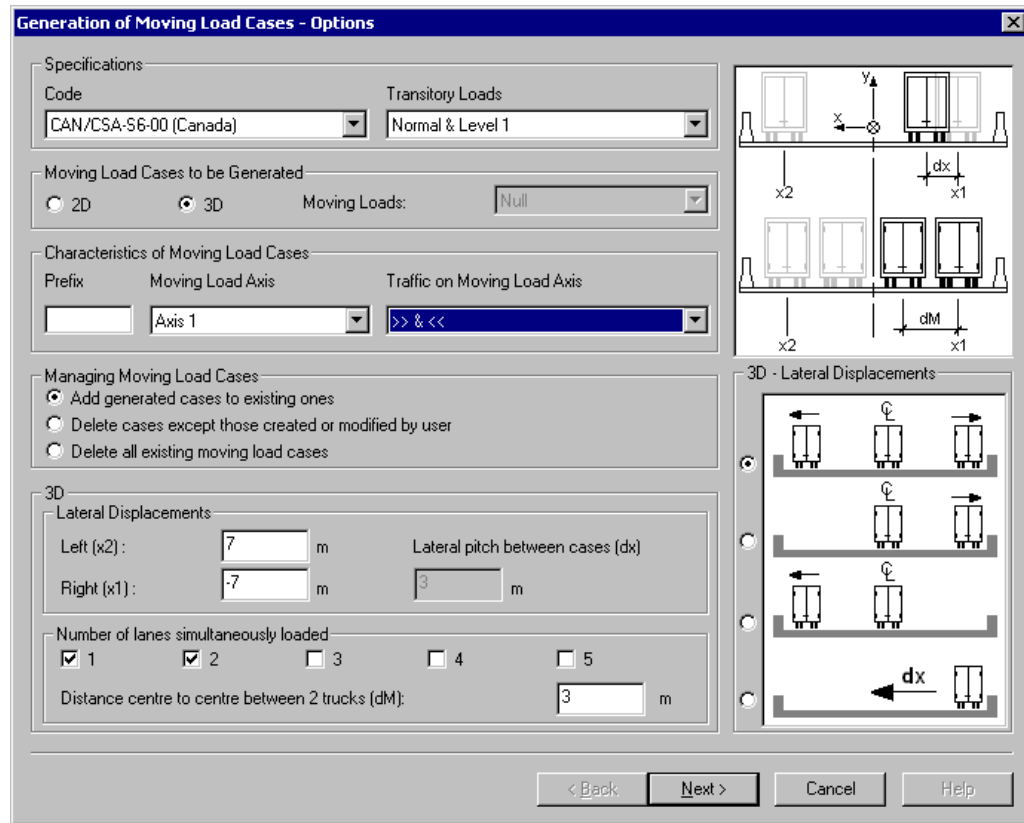 Generation of Moving Load Cases - Options
Specifications
Code Transitory Loads
CAN/CSA-S6-00 (Canada) Normal & Level 1
Moving Load Cases to be Generated
2D 3D Moving Loads: Null
Characteristics of Moving Load Cases
Prefix Moving Load Axis Traffic on Moving Load Axis
Axis 1 >> & <<
Managing Moving Load Cases
Add generated cases to existing ones
Delete cases except those created or modified by user
Delete all existing moving load cases
3D
Lateral Displacements
Left (x2) : 7 m Lateral pitch between cases (dx)
Right (x1) : -7 m 3 m
Number of lanes simultaneously loaded
1 2 3 4 5
Distance centre to centre between 2 trucks (dM): 3 m
y
x
dx
x2 x1
dM
x2 x1
3D - Lateral Displacements
℄
℄
℄
dx
< Back Next > Cancel Help